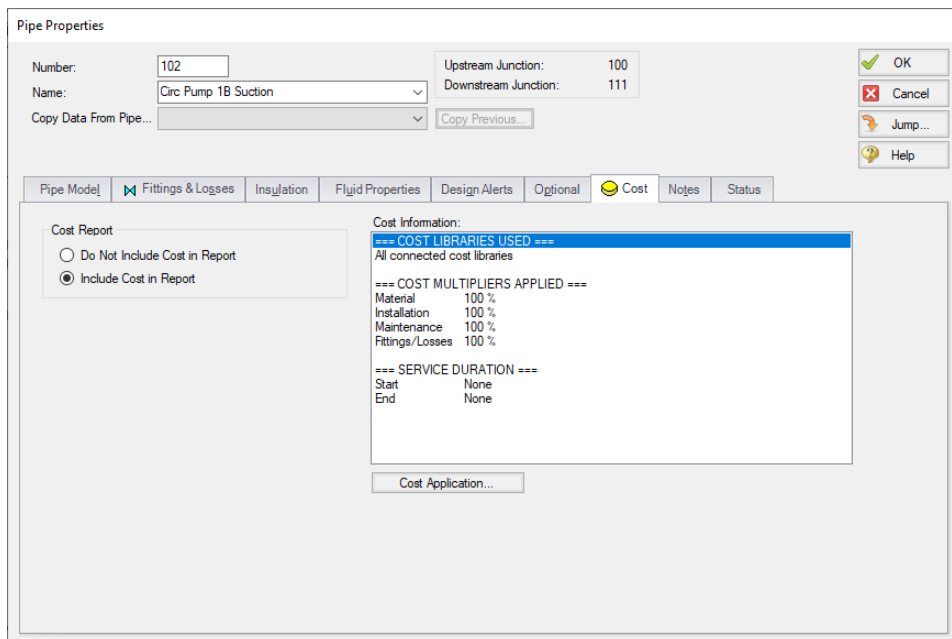 Pipe Properties
Number: 102
Name: Circ Pump 1B Suction
Copy Data From Pipe... Copy Previous...
Upstream Junction: 100
Downstream Junction: 111
OK
Cancel
Jump...
Help
Pipe Model Fittings & Losses Insulation Fluid Properties Design Alerts Optional Cost Notes Status
Cost Report
Do Not Include Cost in Report
Include Cost in Report
Cost Information:
=== COST LIBRARIES USED ===
All connected cost libraries
=== COST MULTIPLIERS APPLIED ===
Material 100 %
Installation 100 %
Maintenance 100 %
Fittings/Losses 100 %
=== SERVICE DURATION ===
Start None
End None
Cost Application...